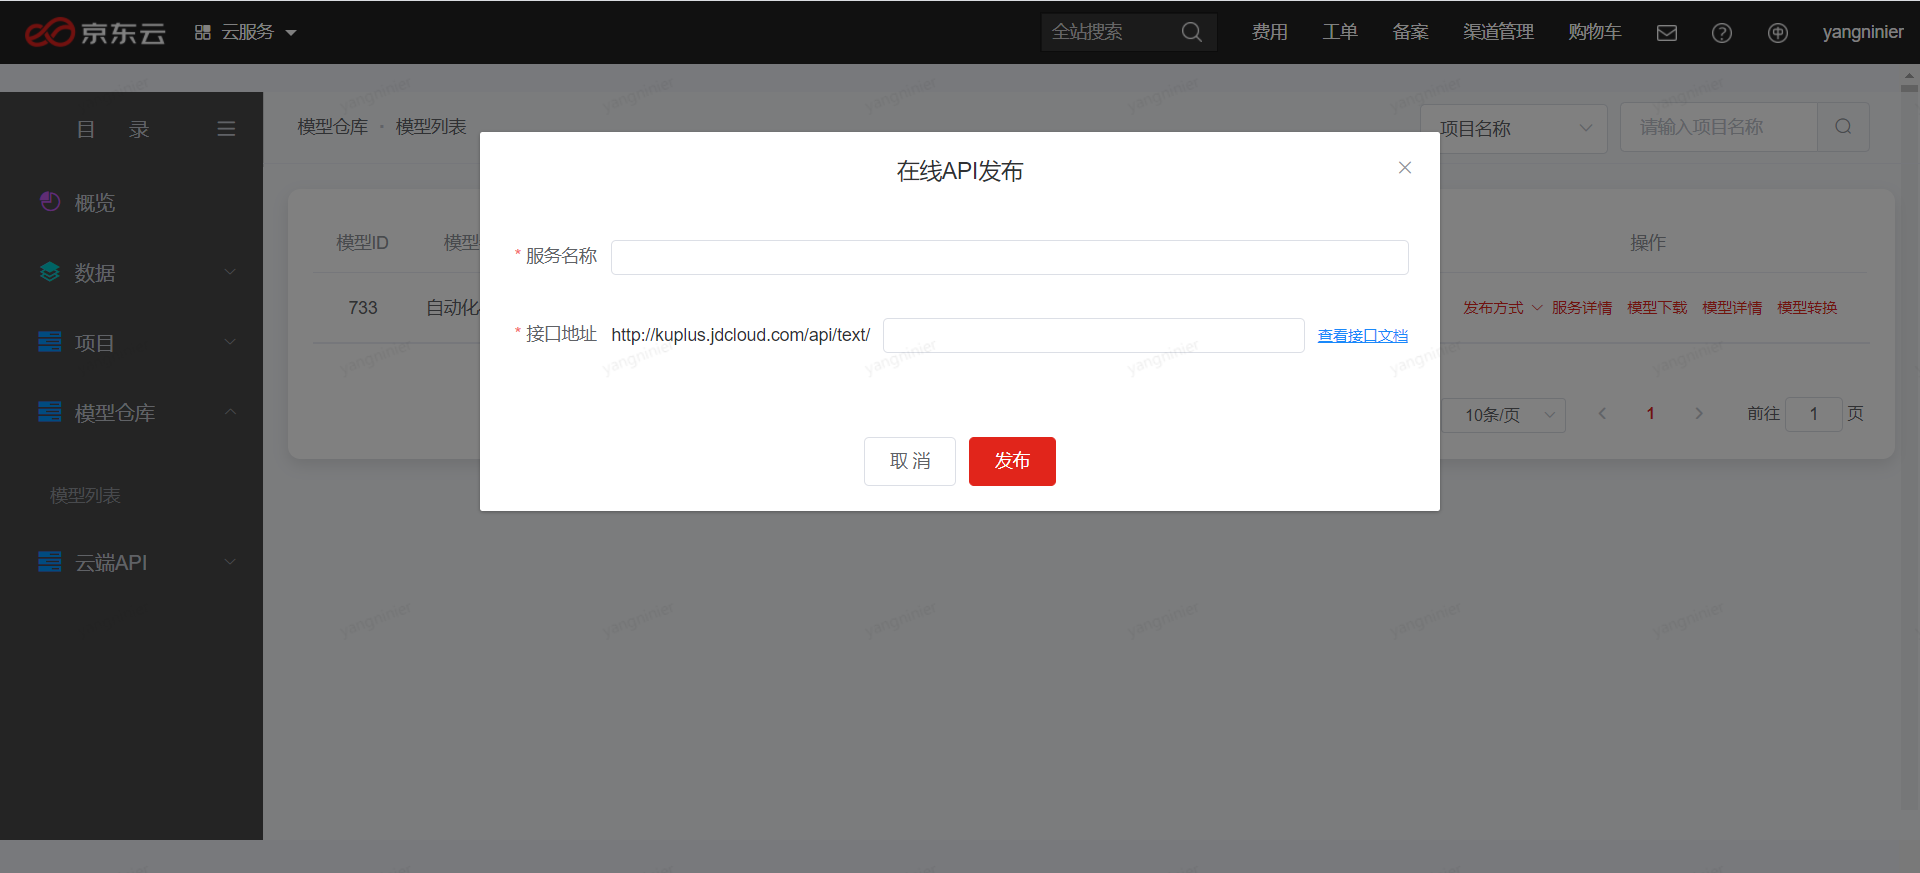 京东云 云服务 全站搜索 费用 工单 备案 渠道管理 购物车 yangninier
目 录
模型仓库 · 模型列表 项目名称 请输入项目名称
在线API发布
概览
* 服务名称
模型ID 模型 操作
数据
733 自动化 发布方式 服务详情 模型下载 模型详情 模型转换
* 接口地址 http://kuplus.jdcloud.com/api/text/ 查看接口文档
项目
模型仓库
10条/页 1 前往 1 页
取 消 发布
模型列表
云端API
yangninier